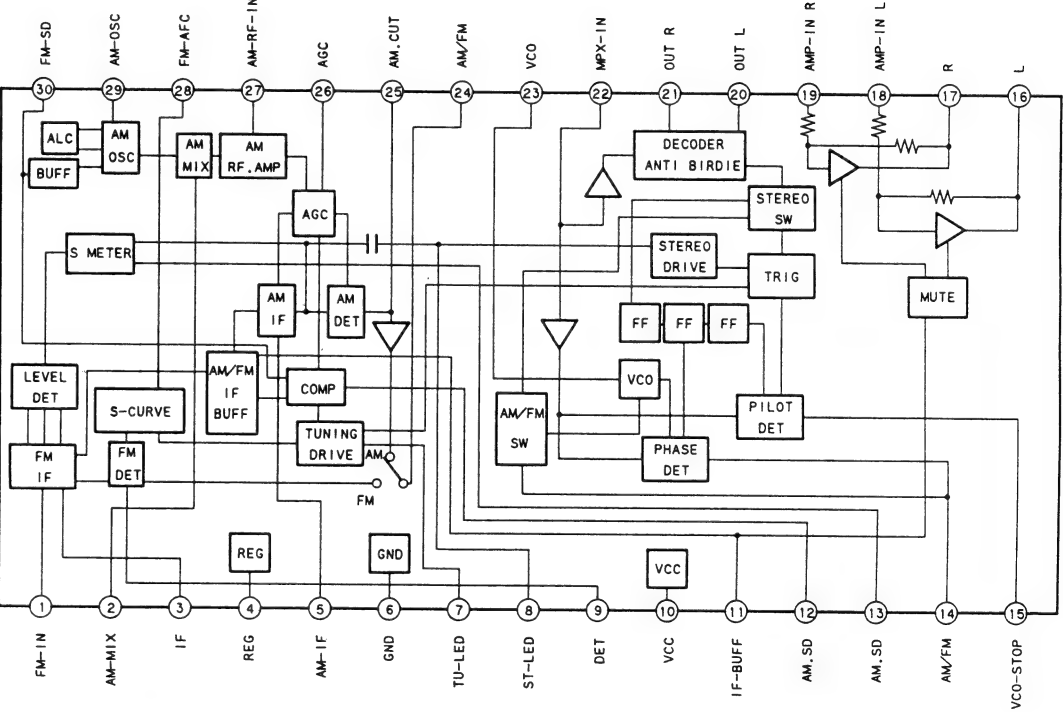 FM-SD
AM-OSC
FM-AFC
AM-RF-IN
AGC
AM.CUT
AM/FM
VCO
MPX-IN
OUT R
OUT L
AMP-IN R
AMP-IN L
R
L
30
29
28
27
26
25
24
23
22
21
20
19
18
17
16
ALC
AM
OSC
BUFF
AM
MIX
AM
RF.AMP
DECODER
ANTI BIRDIE
AGC
STEREO
SW
S METER
STEREO
DRIVE
TRIG
MUTE
AM
IF
AM
DET
FF
FF
FF
LEVEL
DET
AM/FM
IF
BUFF
COMP
VCO
S-CURVE
AM/FM
SW
PILOT
DET
TUNING
DRIVE
AM
FM
IF
FM
DET
PHASE
DET
FM
REG
GND
VCC
1
2
3
4
5
6
7
8
9
10
11
12
13
14
15
FM-IN
AM-MIX
IF
REG
AM-IF
GND
TU-LED
ST-LED
DET
VCC
IF-BUFF
AM.SD
AM.SD
AM/FM
VCO-STOP